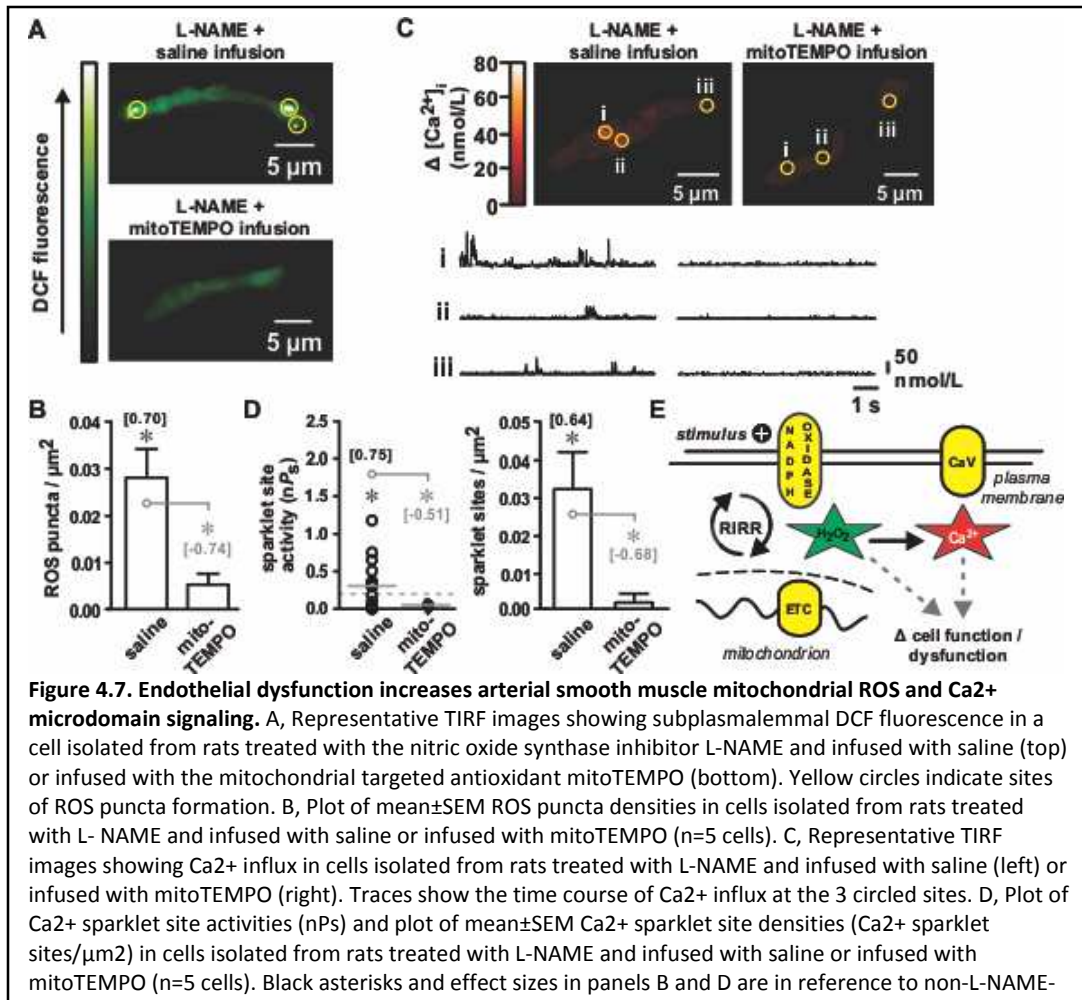 A
L-NAME +
saline infusion
5 µm
L-NAME +
mitoTEMPO infusion
5 µm
DCF fluorescence
C
L-NAME +
saline infusion
L-NAME +
mitoTEMPO infusion
Δ [Ca2+]i
(nmol/L)
80
60
40
20
0
i
ii
iii
5 µm
i
ii
iii
5 µm
i
ii
iii
50
nmol/L
1 s
B
ROS puncta / µm2
0.04
0.03
0.02
0.01
0.00
[0.70]
*
*
[-0.74]
saline
mito-
TEMPO
D
sparklet site
activity (nPs)
2.5
2.0
1.5
1.0
0.5
0.0
[0.75]
*
*
[-0.51]
saline
mito-
TEMPO
sparklet sites / µm2
0.05
0.04
0.03
0.02
0.01
0.00
[0.64]
*
*
[-0.68]
saline
mito-
TEMPO
E
stimulus +
NADPH
OXIDASE
CaV
plasma
membrane
RIRR
H2O2
Ca2+
ETC
mitochondrion
Δ cell function /
dysfunction
Figure 4.7. Endothelial dysfunction increases arterial smooth muscle mitochondrial ROS and Ca2+
microdomain signaling. A, Representative TIRF images showing subplasmalemmal DCF fluorescence in a
cell isolated from rats treated with the nitric oxide synthase inhibitor L-NAME and infused with saline (top)
or infused with the mitochondrial targeted antioxidant mitoTEMPO (bottom). Yellow circles indicate sites
of ROS puncta formation. B, Plot of mean±SEM ROS puncta densities in cells isolated from rats treated
with L- NAME and infused with saline or infused with mitoTEMPO (n=5 cells). C, Representative TIRF
images showing Ca2+ influx in cells isolated from rats treated with L-NAME and infused with saline (left) or
infused with mitoTEMPO (right). Traces show the time course of Ca2+ influx at the 3 circled sites. D, Plot of
Ca2+ sparklet site activities (nPs) and plot of mean±SEM Ca2+ sparklet site densities (Ca2+ sparklet
sites/µm2) in cells isolated from rats treated with L-NAME and infused with saline or infused with
mitoTEMPO (n=5 cells). Black asterisks and effect sizes in panels B and D are in reference to non-L-NAME-